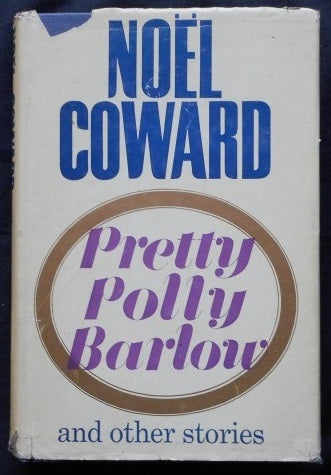 NOËL
COWARD
Pretty
Polly
Barlow
and other stories